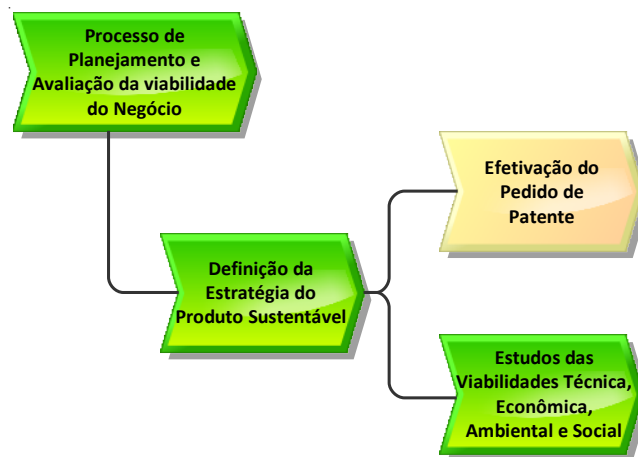 Processo de
Planejamento e
Avaliação da viabilidade
do Negócio
Efetivação do
Pedido de
Patente
Definição da
Estratégia do
Produto Sustentável
Estudos das
Viabilidades Técnica,
Econômica,
Ambiental e Social